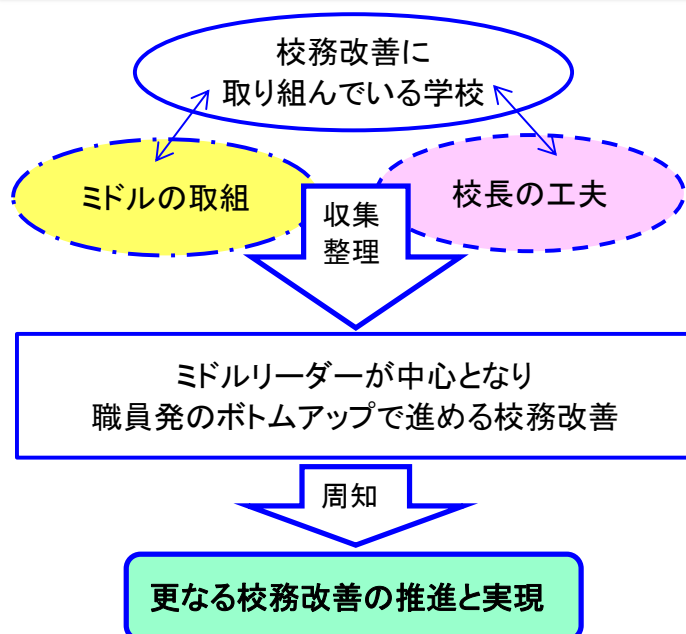 校務改善に
取り組んでいる学校
ミドルの取組
校長の工夫
収集
整理
ミドルリーダーが中心となり
職員発のボトムアップで進める校務改善
周知
更なる校務改善の推進と実現